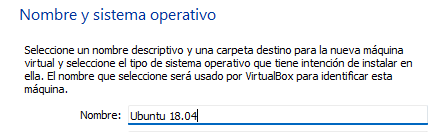 Nombre y sistema operativo
Seleccione un nombre descriptivo y una carpeta destino para la nueva máquina
virtual y seleccione el tipo de sistema operativo que tiene intención de instalar en
ella. El nombre que seleccione será usado por VirtualBox para identificar esta
máquina.
Nombre: Ubuntu 18.04